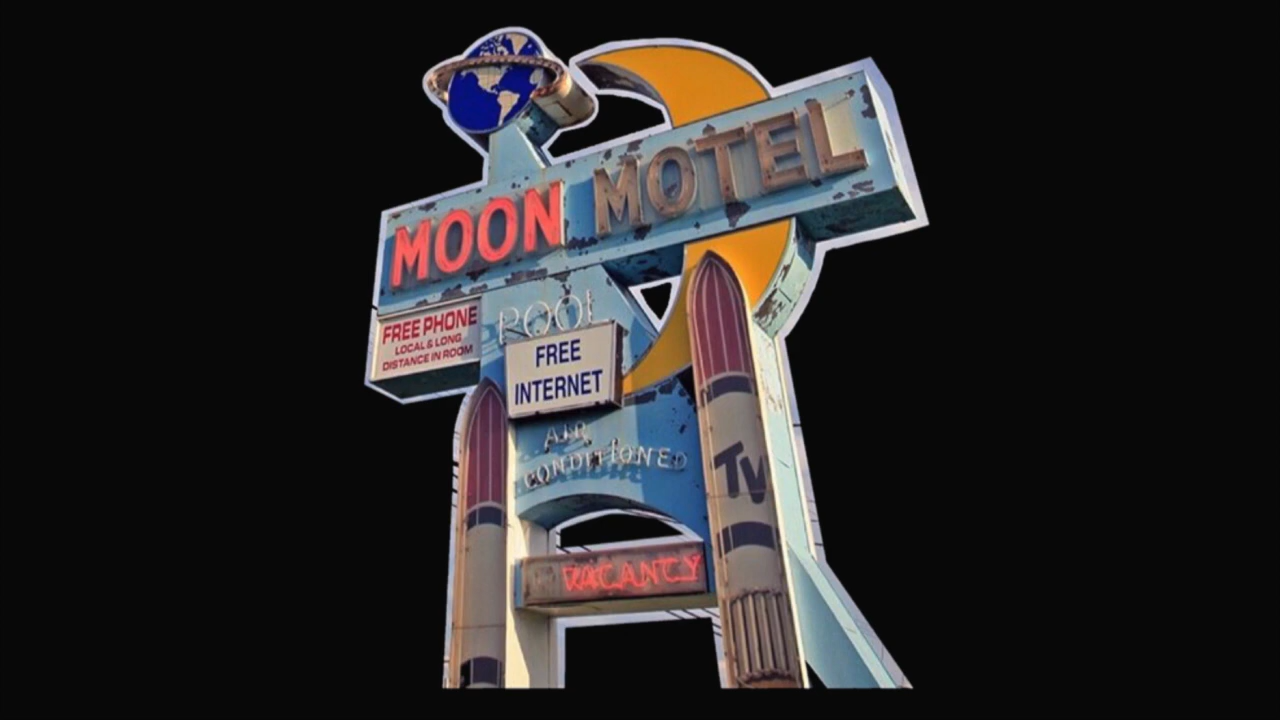 MOON MOTEL
FREE PHONE
LOCAL & LONG
DISTANCE IN ROOM
POOL
FREE
INTERNET
AIR
CONDITIONED
TV
VACANCY